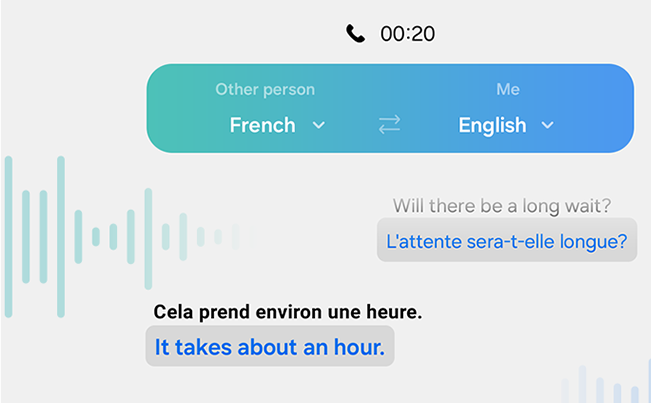 00:20
Other person
Me
French
English
Will there be a long wait?
L'attente sera-t-elle longue?
Cela prend environ une heure.
It takes about an hour.